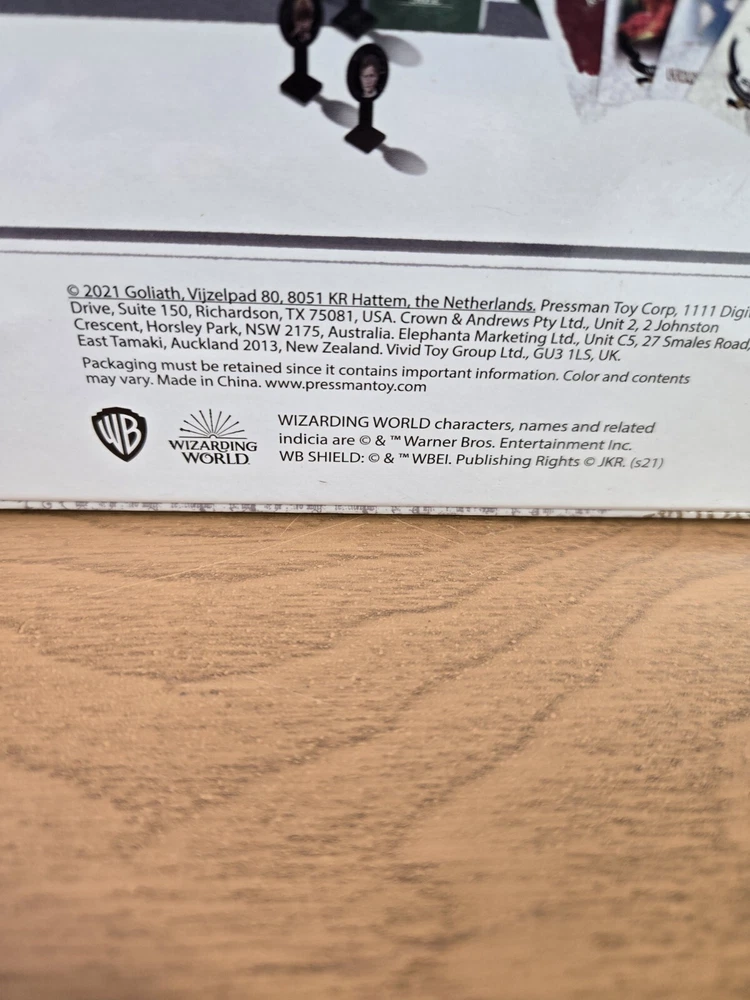 © 2021 Goliath, Vijzelpad 80, 8051 KR Hattem, the Netherlands. Pressman Toy Corp, 1111
Drive, Suite 150, Richardson, TX 75081, USA. Crown & Andrews Pty Ltd., Unit 2, 2 Johnston
Crescent, Horsley Park, NSW 2175, Australia. Elephanta Marketing Ltd., Unit C5, 27 Smales Road,
East Tamaki, Auckland 2013, New Zealand. Vivid Toy Group Ltd., GU3 1LS, UK.
Packaging must be retained since it contains important information. Color and contents
may vary. Made in China. www.pressmantoy.com
WB
WIZARDING
WORLD
WIZARDING WORLD characters, names and related
indicia are © & ™ Warner Bros. Entertainment Inc.
WB SHIELD: © & ™ WBEI. Publishing Rights © JKR. (s21)